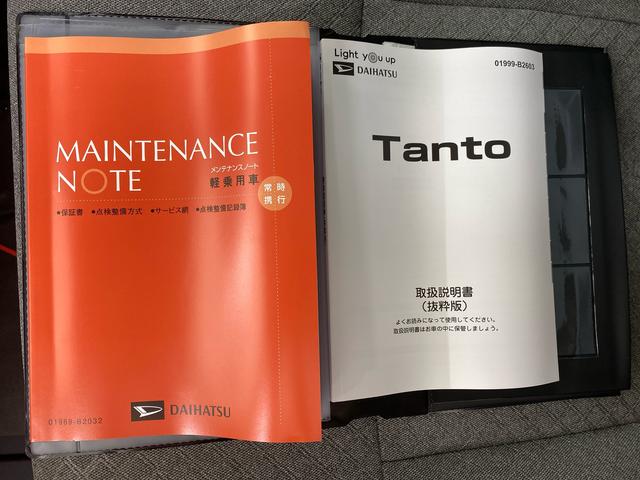 MAINTENANCE
NOTE
メンテナンスノート
軽乗用車
常時
携行
●保証書 ●点検整備方式 ●サービス網 ●点検整備記録簿
DAIHATSU
01969-B2032
Light you up
DAIHATSU
01999-B2603
Tanto
取扱説明書
(抜粋版)
よくお読みになって使用してください。
取扱説明書はお車の中に保管しましょう。